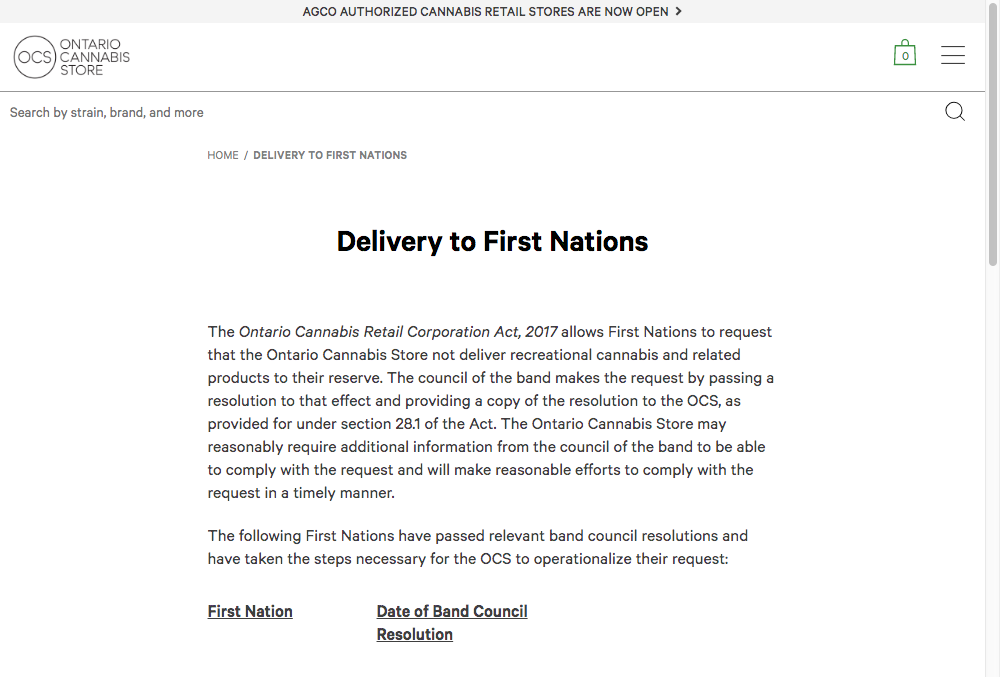 AGCO AUTHORIZED CANNABIS RETAIL STORES ARE NOW OPEN
OCS
ONTARIO
CANNABIS
STORE
0
Search by strain, brand, and more
HOME / DELIVERY TO FIRST NATIONS
Delivery to First Nations
The Ontario Cannabis Retail Corporation Act, 2017 allows First Nations to request
that the Ontario Cannabis Store not deliver recreational cannabis and related
products to their reserve. The council of the band makes the request by passing a
resolution to that effect and providing a copy of the resolution to the OCS, as
provided for under section 28.1 of the Act. The Ontario Cannabis Store may
reasonably require additional information from the council of the band to be able
to comply with the request and will make reasonable efforts to comply with the
request in a timely manner.
The following First Nations have passed relevant band council resolutions and
have taken the steps necessary for the OCS to operationalize their request:
First Nation
Date of Band Council
Resolution